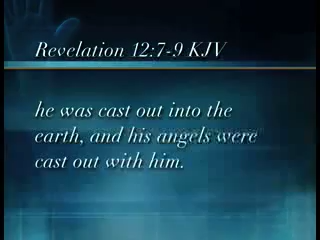 Revelation 12:7-9 KJV
he was cast out into the
earth, and his angels were
cast out with him.